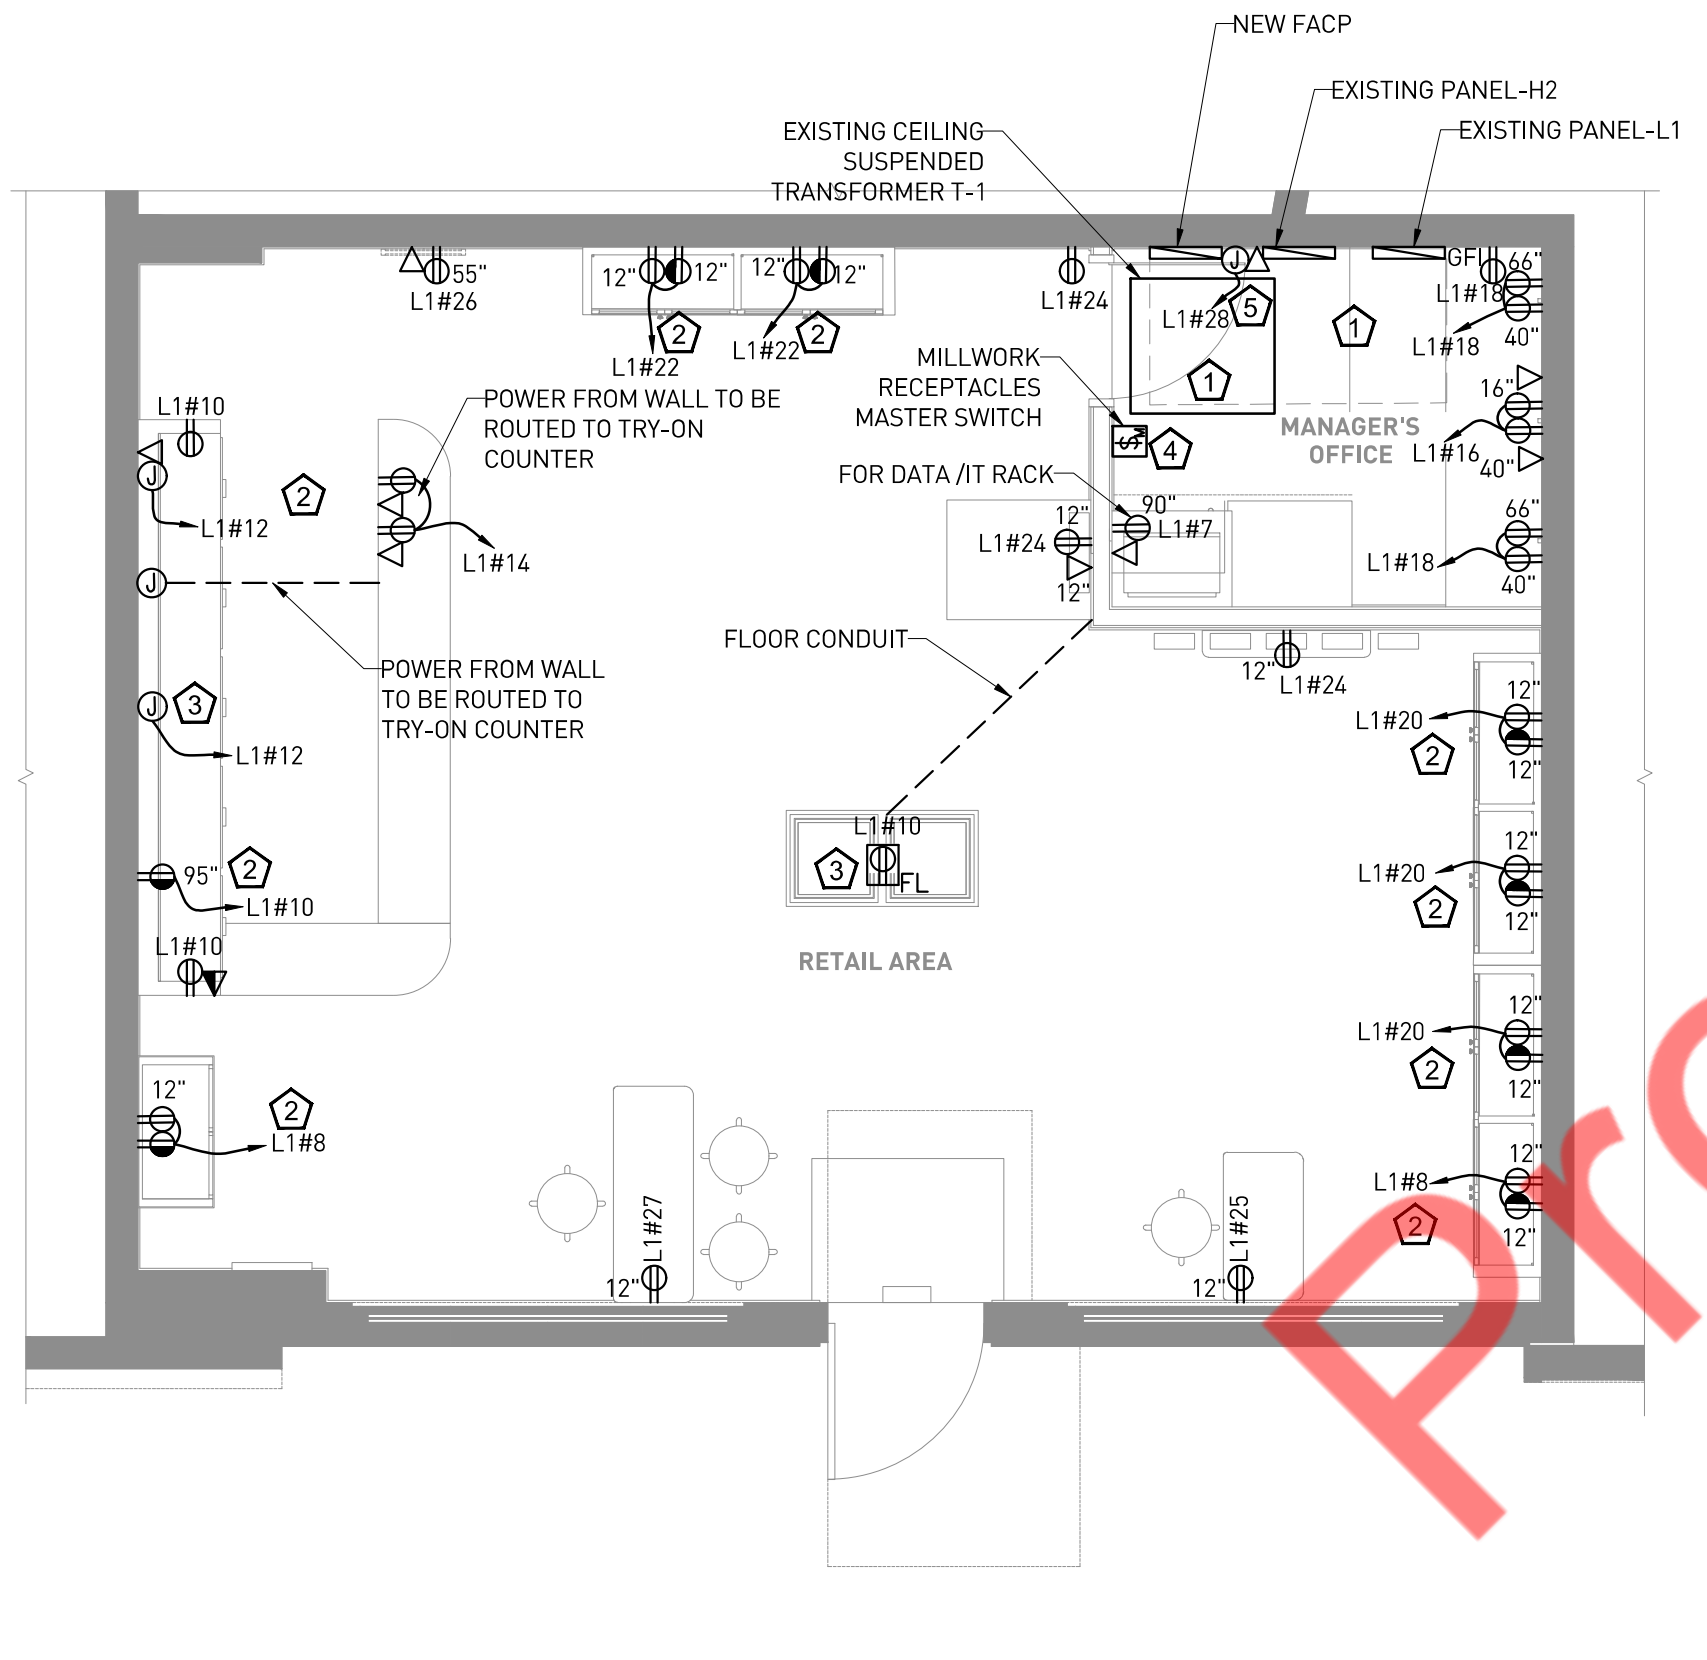 NEW FACP
EXISTING PANEL-H2
EXISTING PANEL-L1
EXISTING CEILING
SUSPENDED
TRANSFORMER T-1
55"
L1#26
12"
12"
12"
12"
L1#22
2
L1#22
2
L1#24
L1#28
5
1
1
GFI
66"
L1#18
L1#18
40"
MILLWORK
RECEPTACLES
MASTER SWITCH
$M
4
MANAGER'S
OFFICE
16"
L1#16
40"
POWER FROM WALL TO BE
ROUTED TO TRY-ON
COUNTER
L1#10
J
L1#12
2
L1#14
FOR DATA /IT RACK
90"
L1#7
12"
L1#24
12"
66"
L1#18
40"
J
J
FLOOR CONDUIT
12"
L1#24
POWER FROM WALL
TO BE ROUTED TO
TRY-ON COUNTER
J
3
L1#12
12"
L1#20
2
12"
L1#10
3
FL
12"
L1#20
2
12"
95"
2
L1#10
L1#10
RETAIL AREA
12"
L1#20
2
12"
12"
2
L1#8
12"
L1#8
2
12"
L1#27
12"
L1#25
12"
Pr